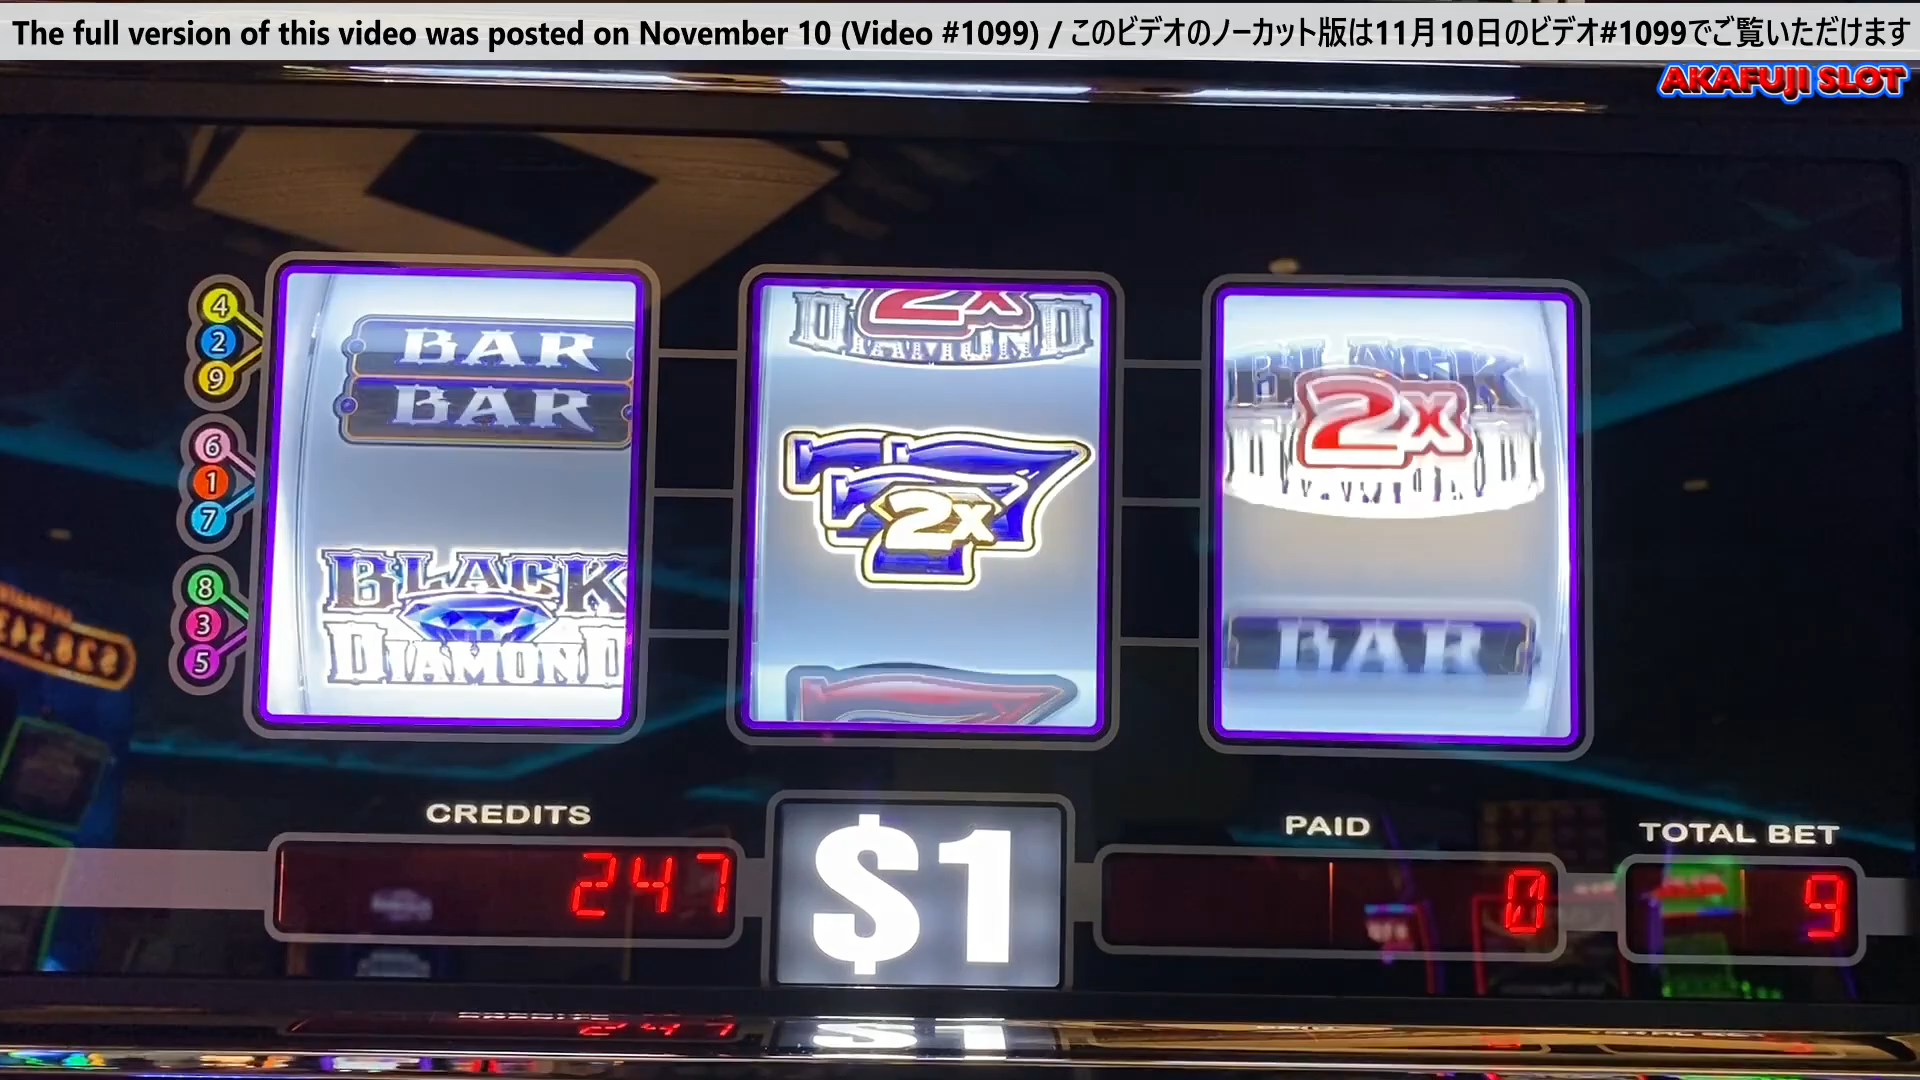 The full version of this video was posted on November 10 (Video #1099) / このビデオのノーカット版は11月10日のビデオ#1099でご覧いただけます
AKAFUJI SLOT
4
2
9
6
1
7
8
3
5
BAR
BAR
BLACK
DIAMOND
2x
DIAMOND
2x
BLACK
2x
DIAMOND
BAR
CREDITS
247
$1
PAID
0
TOTAL BET
9